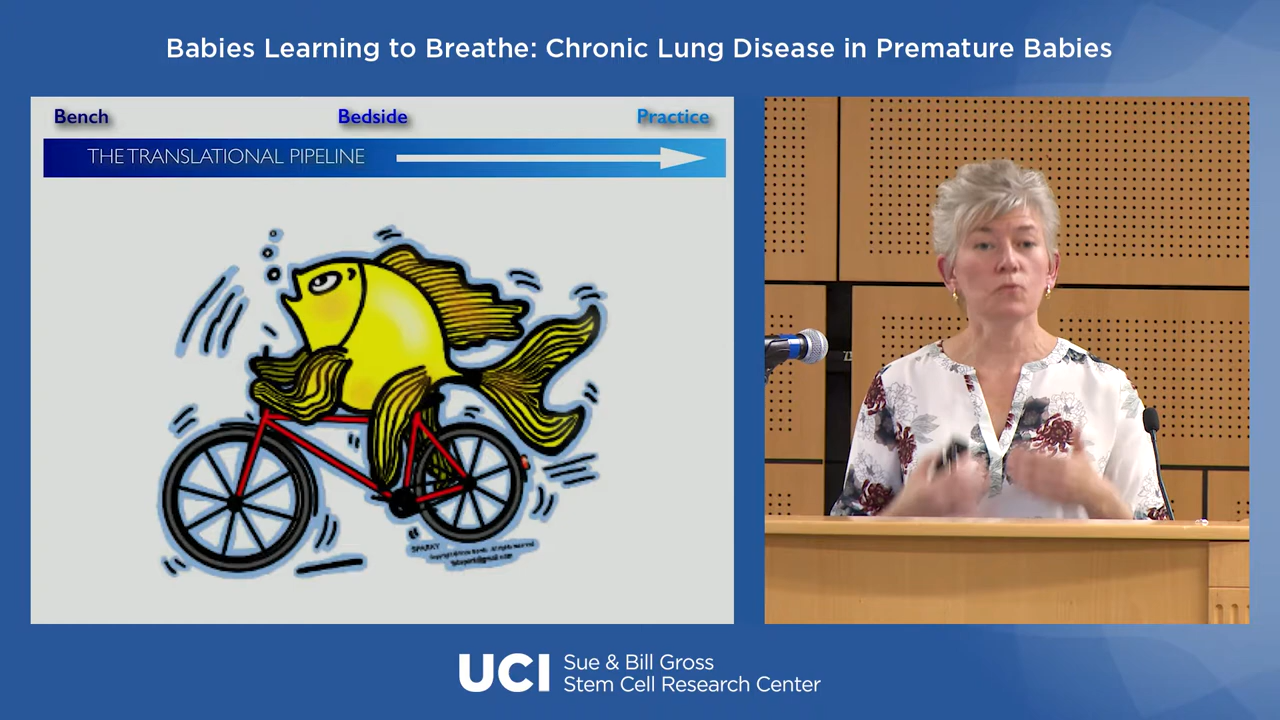 Babies Learning to Breathe: Chronic Lung Disease in Premature Babies
Bench
Bedside
Practice
THE TRANSLATIONAL PIPELINE
SPARKY
UCI
Sue & Bill Gross
Stem Cell Research Center